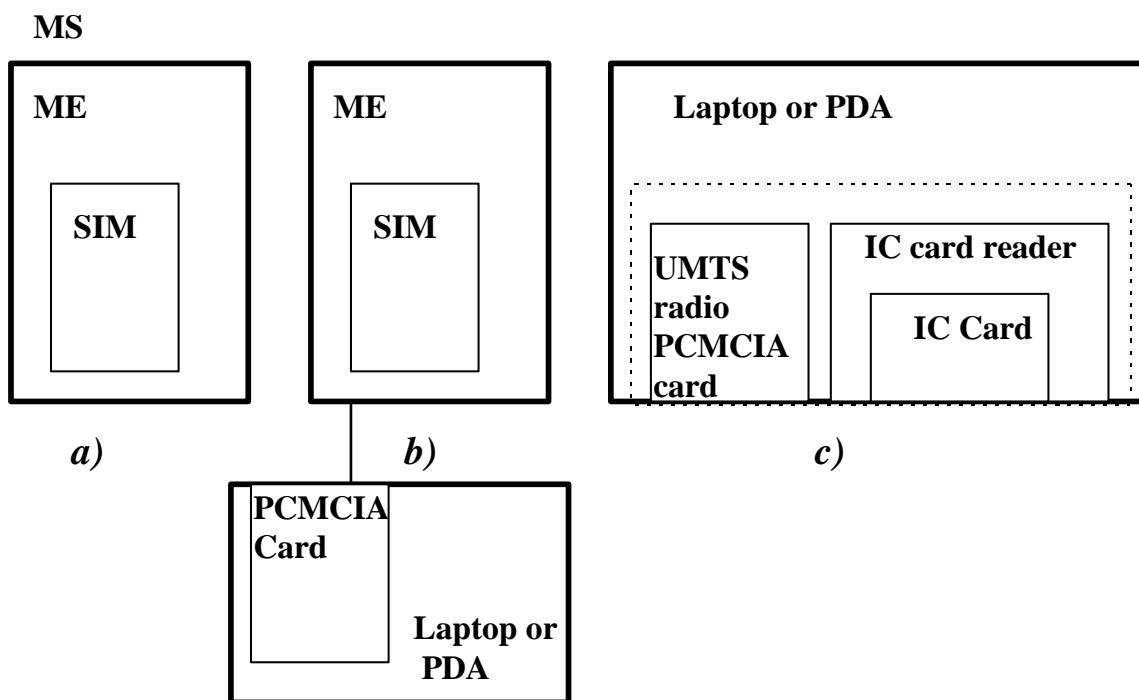 MS
ME
SIM
a)
ME
SIM
b)
PCMCIA
Card
Laptop or
PDA
Laptop or PDA
UMTS
radio
PCMCIA
card
IC card reader
IC Card
c)